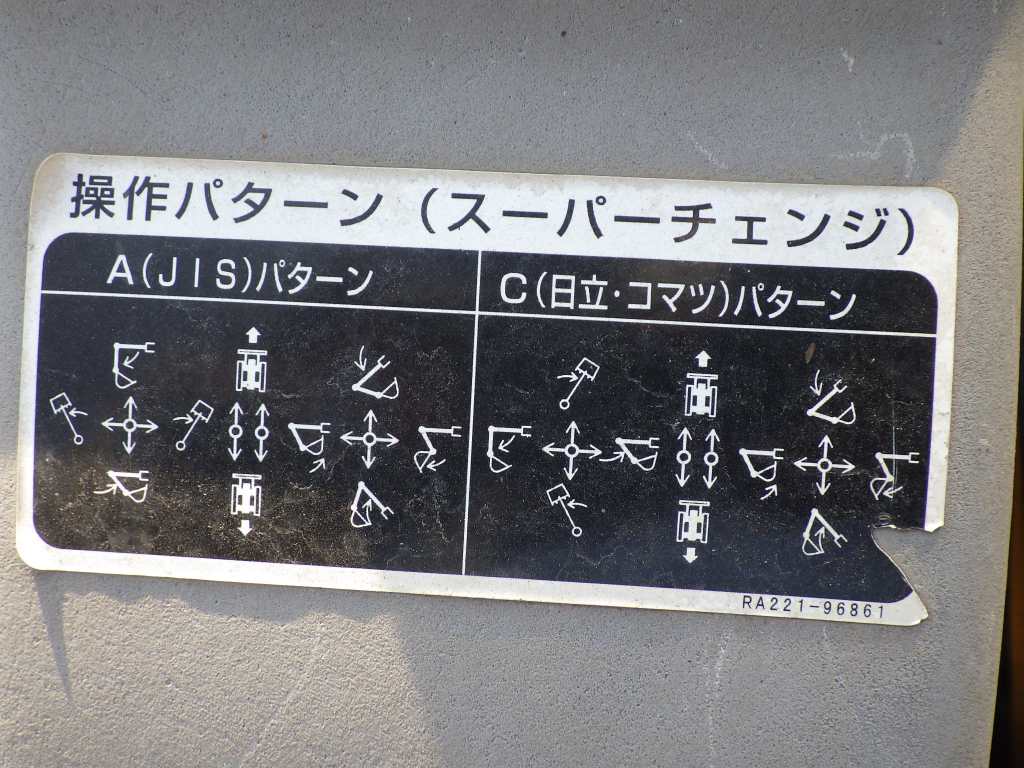 操作パターン（スーパーチェンジ）
A（JIS）パターン
C（日立・コマツ）パターン
RA221-96861